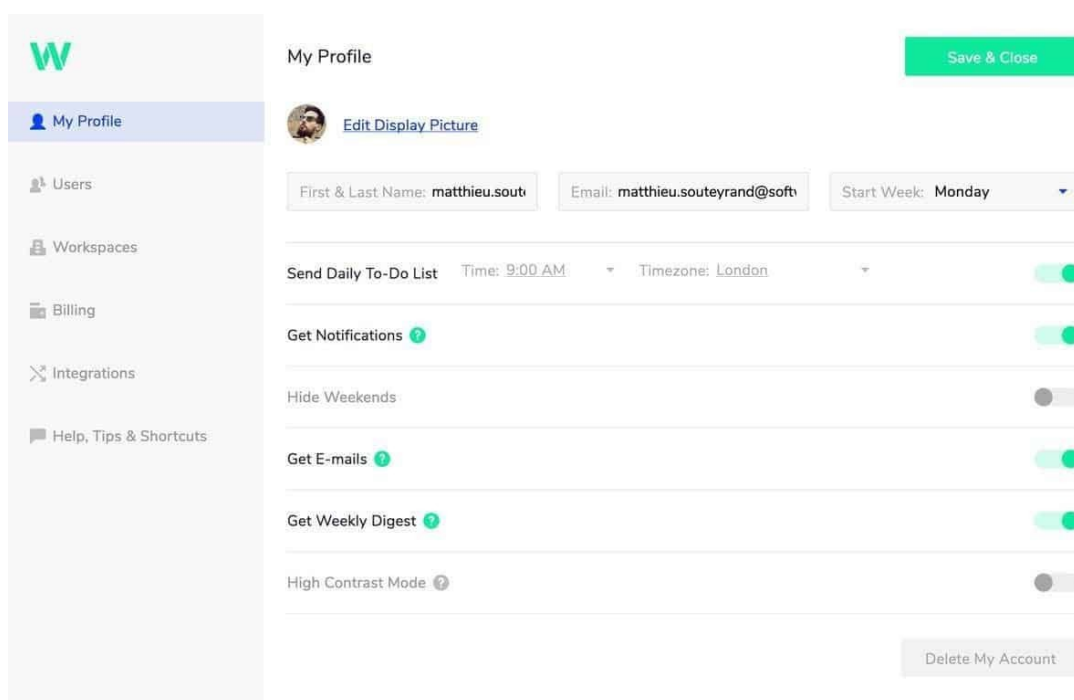 W
My Profile
Save & Close
My Profile
Edit Display Picture
Users
First & Last Name: matthieu.soute
Email: matthieu.souteyrand@soft
Start Week: Monday
Workspaces
Send Daily To-Do List Time: 9:00 AM Timezone: London
Billing
Get Notifications ?
Integrations
Hide Weekends
Help, Tips & Shortcuts
Get E-mails ?
Get Weekly Digest ?
High Contrast Mode ?
Delete My Account